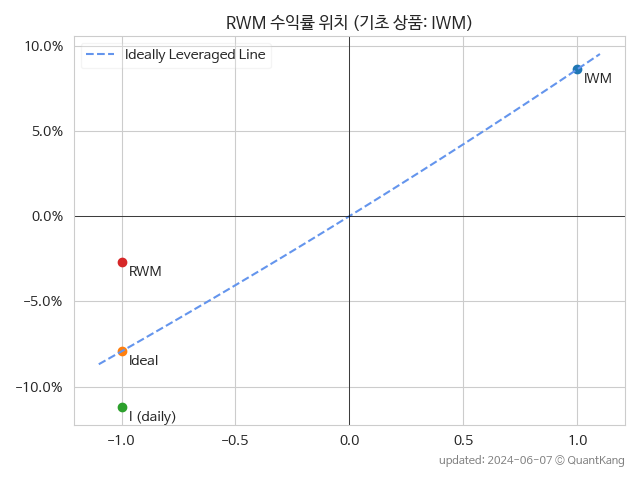 RWM 수익률 위치 (기초 상품: IWM)
10.0%
5.0%
0.0%
−5.0%
−10.0%
Ideally Leveraged Line
IWM
RWM
Ideal
I (daily)
−1.0
−0.5
0.0
0.5
1.0
updated: 2024-06-07 © QuantKang